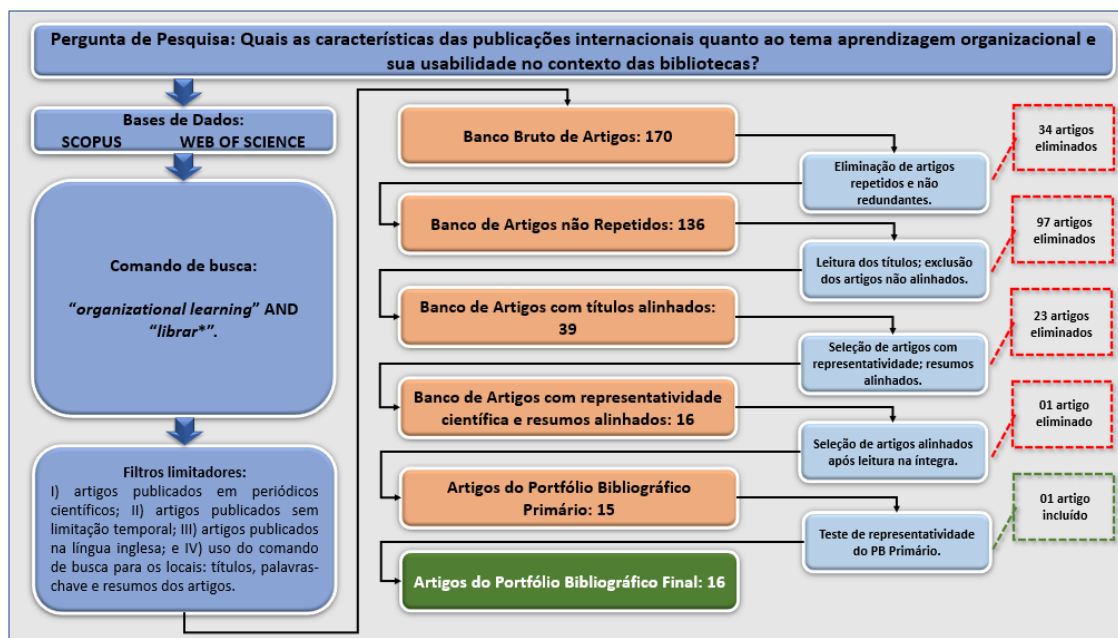 Pergunta de Pesquisa: Quais as características das publicações internacionais quanto ao tema aprendizagem organizacional e
sua usabilidade no contexto das bibliotecas?
Bases de Dados:
SCOPUS WEB OF SCIENCE
Comando de busca:
“organizational learning” AND
“librar*”.
Filtros limitadores:
I) artigos publicados em periódicos
científicos; II) artigos publicados sem
limitação temporal; III) artigos publicados
na língua inglesa; e IV) uso do comando
de busca para os locais: títulos, palavras-
chave e resumos dos artigos.
Banco Bruto de Artigos: 170
34 artigos
eliminados
Eliminação de artigos
repetidos e não
redundantes.
Banco de Artigos não Repetidos: 136
97 artigos
eliminados
Leitura dos títulos; exclusão
dos artigos não alinhados.
Banco de Artigos com títulos alinhados:
39
23 artigos
eliminados
Seleção de artigos com
representatividade; resumos
alinhados.
Banco de Artigos com representatividade
científica e resumos alinhados: 16
01 artigo
eliminado
Seleção de artigos alinhados
após leitura na íntegra.
Artigos do Portfólio Bibliográfico
Primário: 15
01 artigo
incluído
Teste de representatividade
do PB Primário.
Artigos do Portfólio Bibliográfico Final: 16